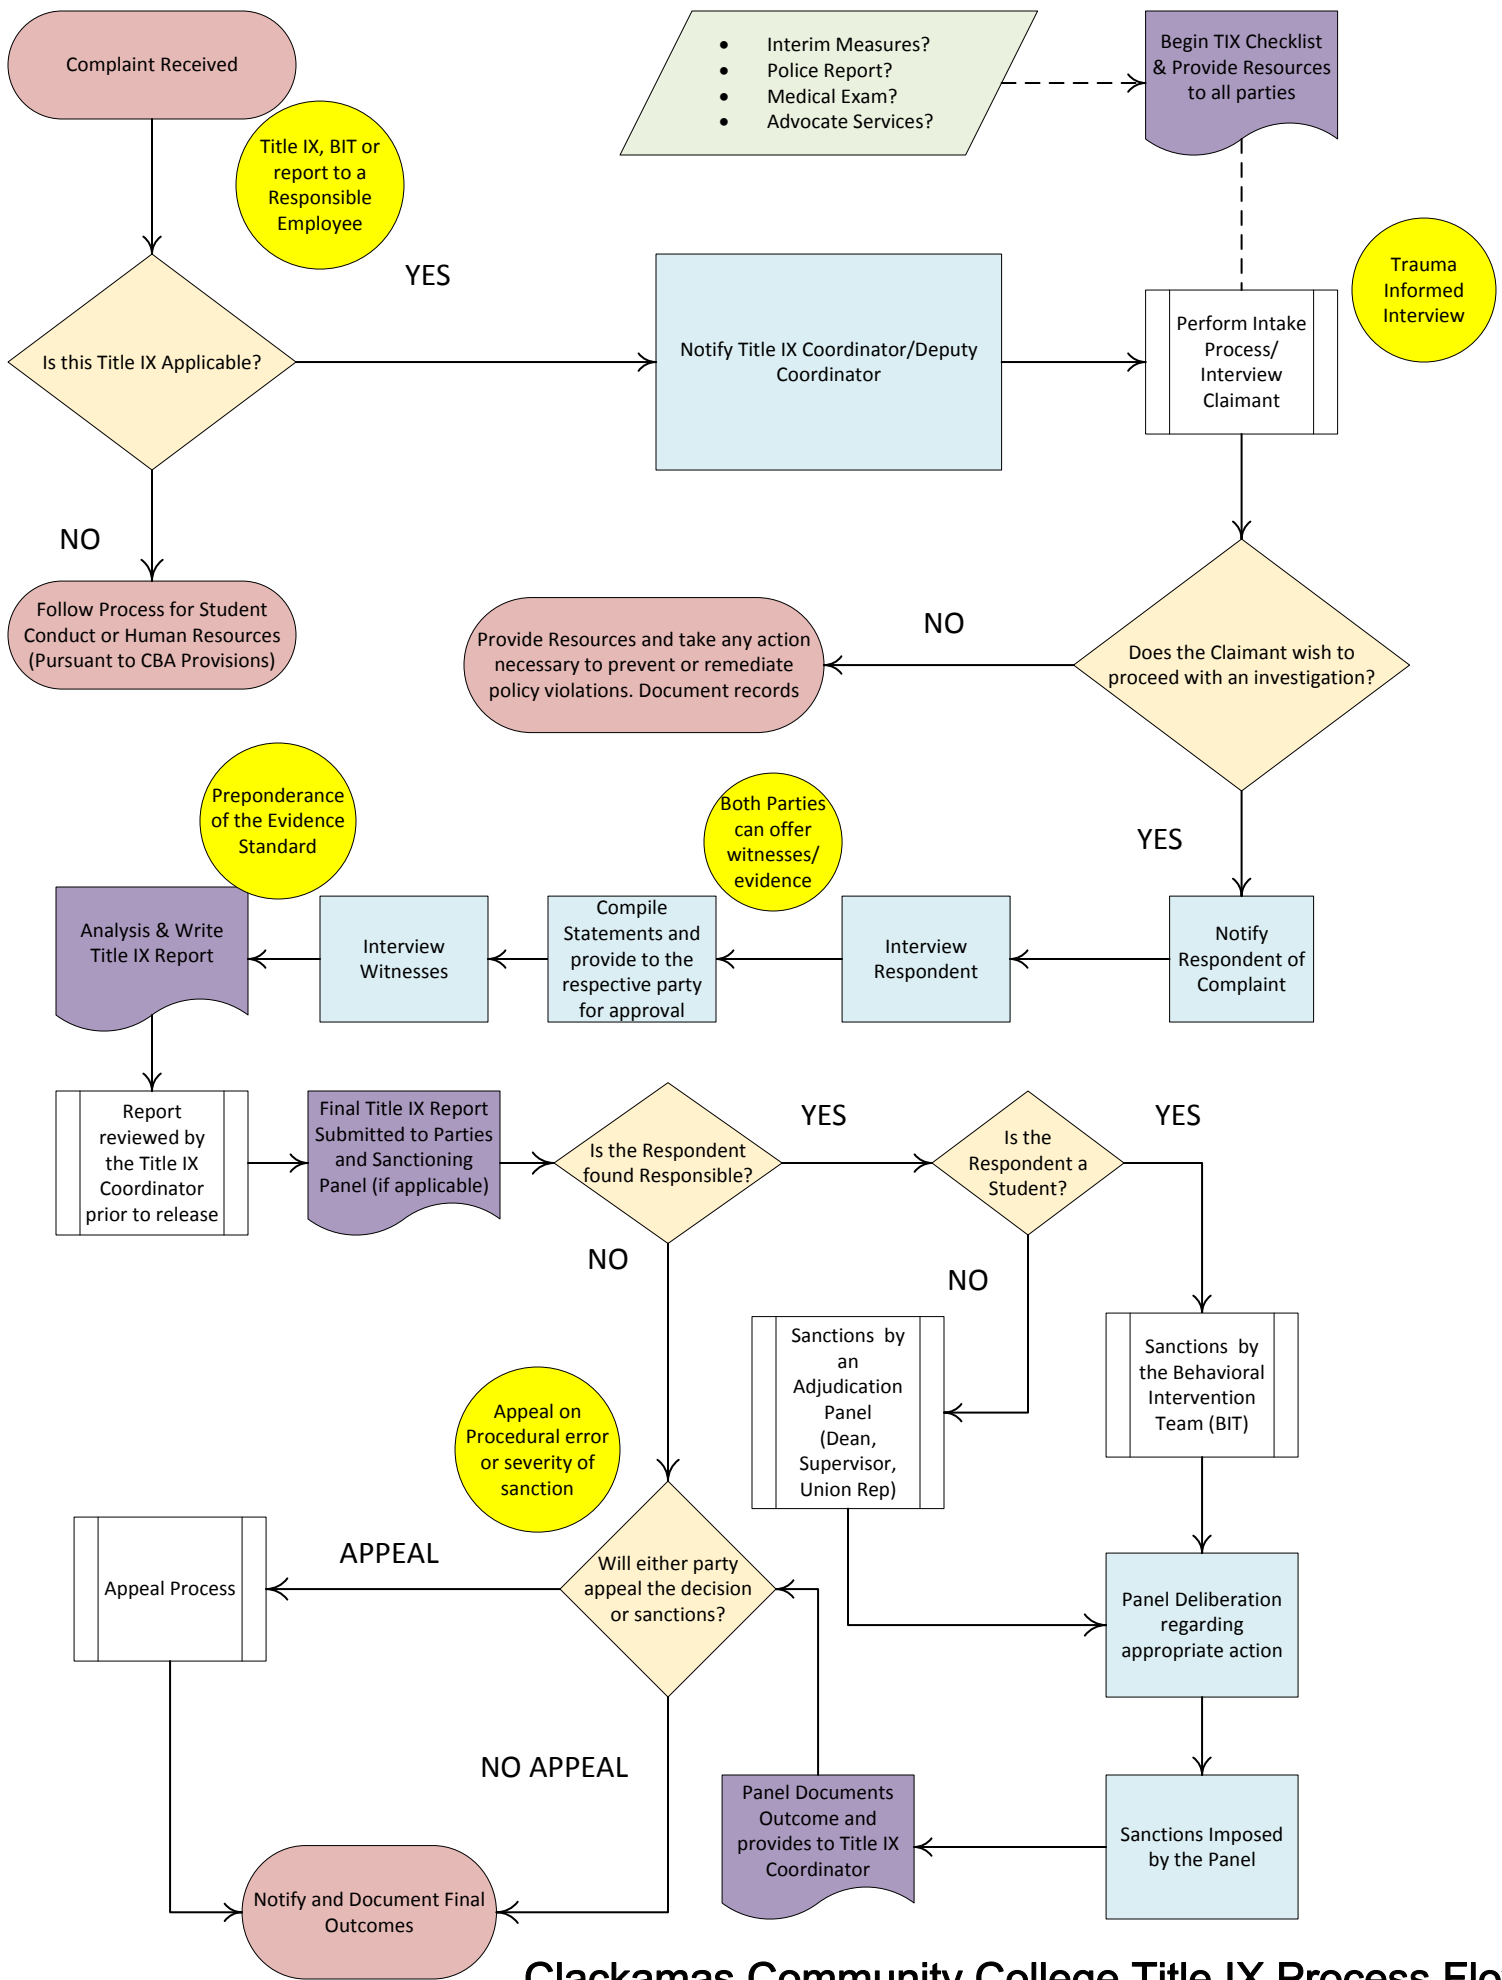 Complaint Received
Title IX, BIT or
report to a
Responsible
Employee
• Interim Measures?
• Police Report?
• Medical Exam?
• Advocate Services?
Begin TIX Checklist
& Provide Resources
to all parties
Trauma
Informed
Interview
YES
Is this Title IX Applicable?
Notify Title IX Coordinator/Deputy
Coordinator
Perform Intake
Process/
Interview
Claimant
NO
Follow Process for Student
Conduct or Human Resources
(Pursuant to CBA Provisions)
NO
Provide Resources and take any action
necessary to prevent or remediate
policy violations. Document records
Does the Claimant wish to
proceed with an investigation?
YES
Preponderance
of the Evidence
Standard
Both Parties
can offer
witnesses/
evidence
Analysis & Write
Title IX Report
Interview
Witnesses
Compile
Statements and
provide to the
respective party
for approval
Interview
Respondent
Notify
Respondent of
Complaint
Report
reviewed by
the Title IX
Coordinator
prior to release
Final Title IX Report
Submitted to Parties
and Sanctioning
Panel (if applicable)
Is the Respondent
found Responsible?
YES
Is the
Respondent a
Student?
YES
NO
NO
Sanctions by
an
Adjudication
Panel
(Dean,
Supervisor,
Union Rep)
Sanctions by
the Behavioral
Intervention
Team (BIT)
Appeal on
Procedural error
or severity of
sanction
APPEAL
Appeal Process
Will either party
appeal the decision
or sanctions?
Panel Deliberation
regarding
appropriate action
NO APPEAL
Panel Documents
Outcome and
provides to Title IX
Coordinator
Sanctions Imposed
by the Panel
Notify and Document Final
Outcomes
Clackamas Community College Title IX Process Flo